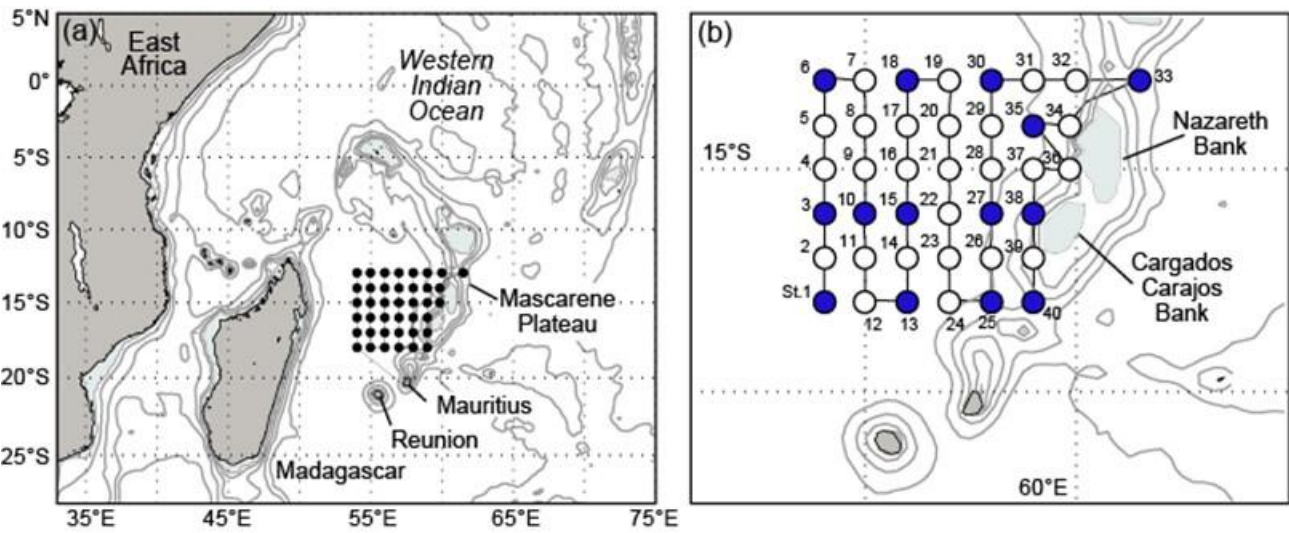 (a)
5°N
East
Africa
Western
Indian
Ocean
0°
5°S
10°S
15°S
20°S
25°S
Mascarene
Plateau
Mauritius
Reunion
Madagascar
35°E 45°E 55°E 65°E 75°E
(b)
6 7 18 19 30 31 32 33
5 8 17 20 29 35 34
Nazareth
Bank
15°S
4 9 16 21 28 37 36
3 10 15 22 27 38
2 11 14 23 26 39
Cargados
Carajos
Bank
St.1
12 13 24 25 40
60°E